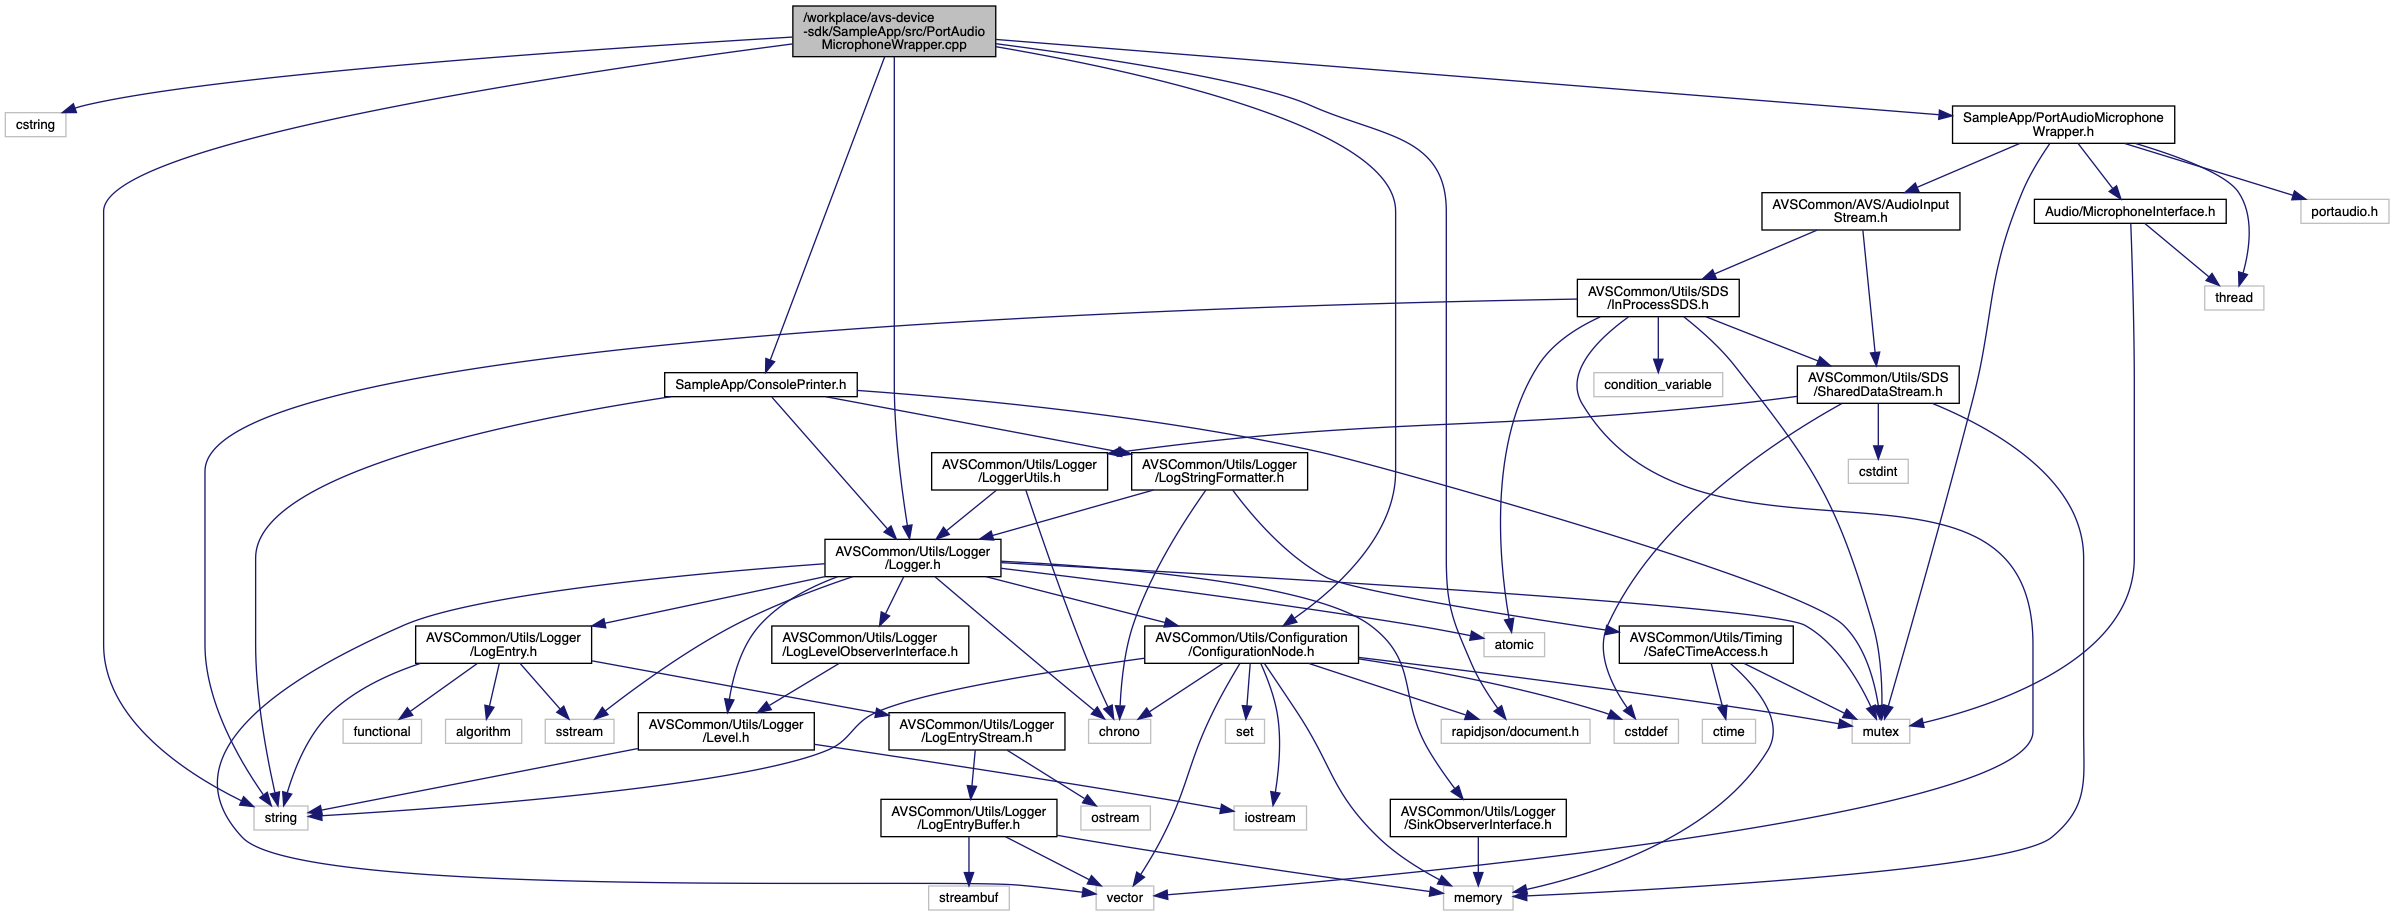 /workplace/avs-device
-sdk/SampleApp/src/PortAudio
MicrophoneWrapper.cpp
cstring
SampleApp/PortAudioMicrophone
Wrapper.h
AVSCommon/AVS/AudioInput
Stream.h
Audio/MicrophoneInterface.h
portaudio.h
AVSCommon/Utils/SDS
/InProcessSDS.h
thread
SampleApp/ConsolePrinter.h
condition_variable
AVSCommon/Utils/SDS
/SharedDataStream.h
AVSCommon/Utils/Logger
/LoggerUtils.h
AVSCommon/Utils/Logger
/LogStringFormatter.h
cstdint
AVSCommon/Utils/Logger
/Logger.h
AVSCommon/Utils/Logger
/LogEntry.h
AVSCommon/Utils/Logger
/LogLevelObserverInterface.h
AVSCommon/Utils/Configuration
/ConfigurationNode.h
atomic
AVSCommon/Utils/Timing
/SafeCTimeAccess.h
functional
algorithm
sstream
AVSCommon/Utils/Logger
/Level.h
AVSCommon/Utils/Logger
/LogEntryStream.h
chrono
set
rapidjson/document.h
cstddef
ctime
mutex
string
AVSCommon/Utils/Logger
/LogEntryBuffer.h
ostream
iostream
AVSCommon/Utils/Logger
/SinkObserverInterface.h
streambuf
vector
memory